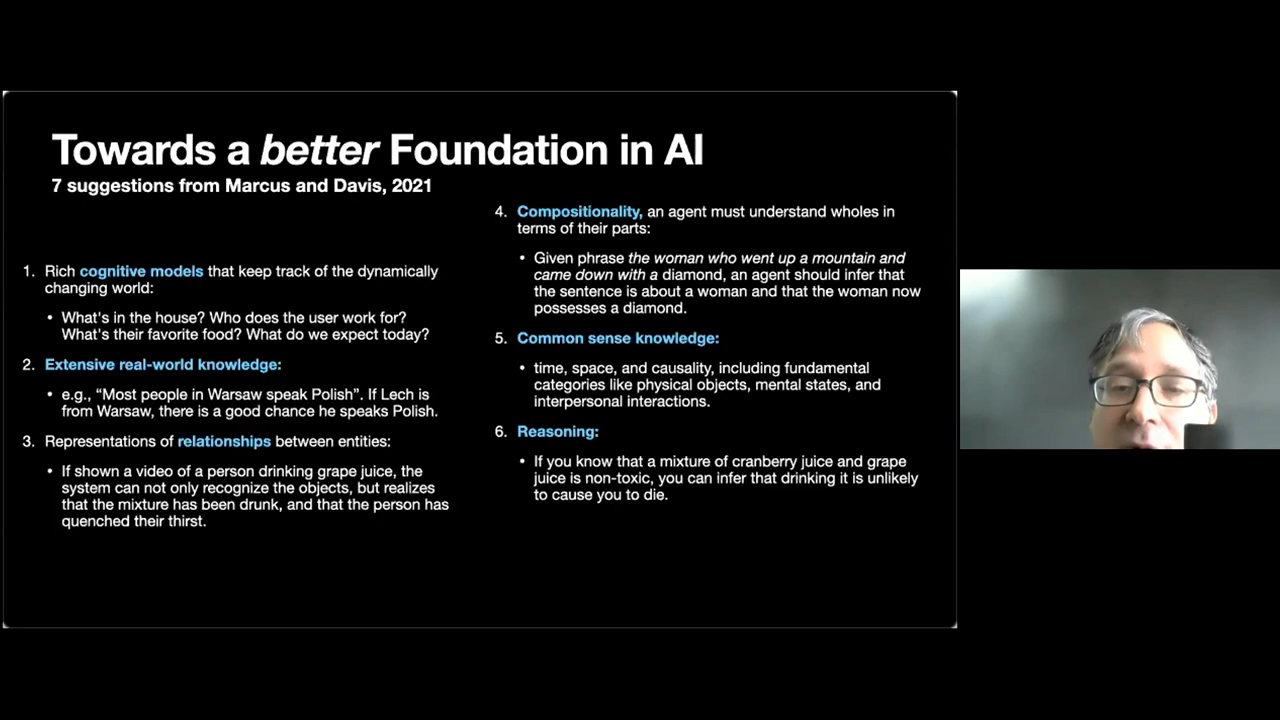 Towards a better Foundation in AI
7 suggestions from Marcus and Davis, 2021
1. Rich cognitive models that keep track of the dynamically
changing world:
• What's in the house? Who does the user work for?
What's their favorite food? What do we expect today?
2. Extensive real-world knowledge:
• e.g., “Most people in Warsaw speak Polish”. If Lech is
from Warsaw, there is a good chance he speaks Polish.
3. Representations of relationships between entities:
• If shown a video of a person drinking grape juice, the
system can not only recognize the objects, but realizes
that the mixture has been drunk, and that the person has
quenched their thirst.
4. Compositionality, an agent must understand wholes in
terms of their parts:
• Given phrase the woman who went up a mountain and
came down with a diamond, an agent should infer that
the sentence is about a woman and that the woman now
possesses a diamond.
5. Common sense knowledge:
• time, space, and causality, including fundamental
categories like physical objects, mental states, and
interpersonal interactions.
6. Reasoning:
• If you know that a mixture of cranberry juice and grape
juice is non-toxic, you can infer that drinking it is unlikely
to cause you to die.